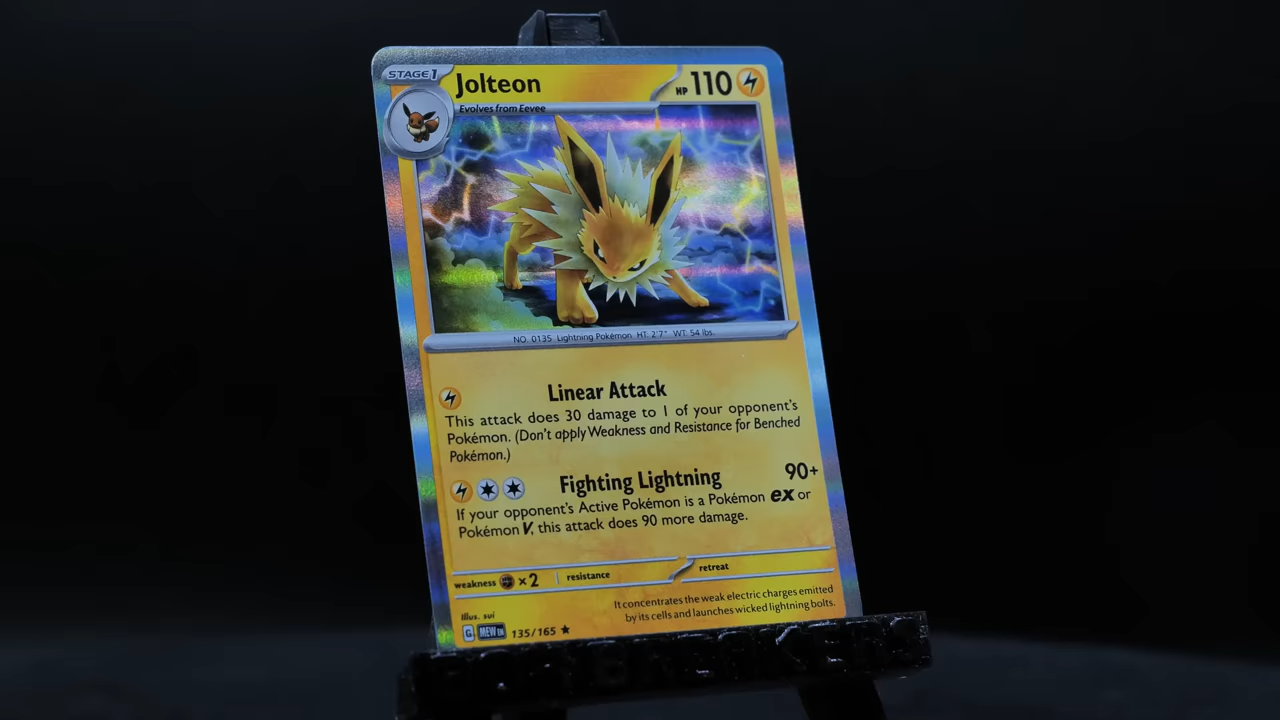 STAGE 1
Jolteon
HP 110
Evolves from Eevee
NO. 0135 Lightning Pokémon HT: 2'7" WT: 54 lbs.
Linear Attack
This attack does 30 damage to 1 of your opponent's
Pokémon. (Don't apply Weakness and Resistance for Benched
Pokémon.)
Fighting Lightning 90+
If your opponent's Active Pokémon is a Pokémon ex or
Pokémon V, this attack does 90 more damage.
weakness ×2 resistance retreat
It concentrates the weak electric charges emitted
by its cells and launches wicked lightning bolts.
Illus. sui
G MEW EN 135/165